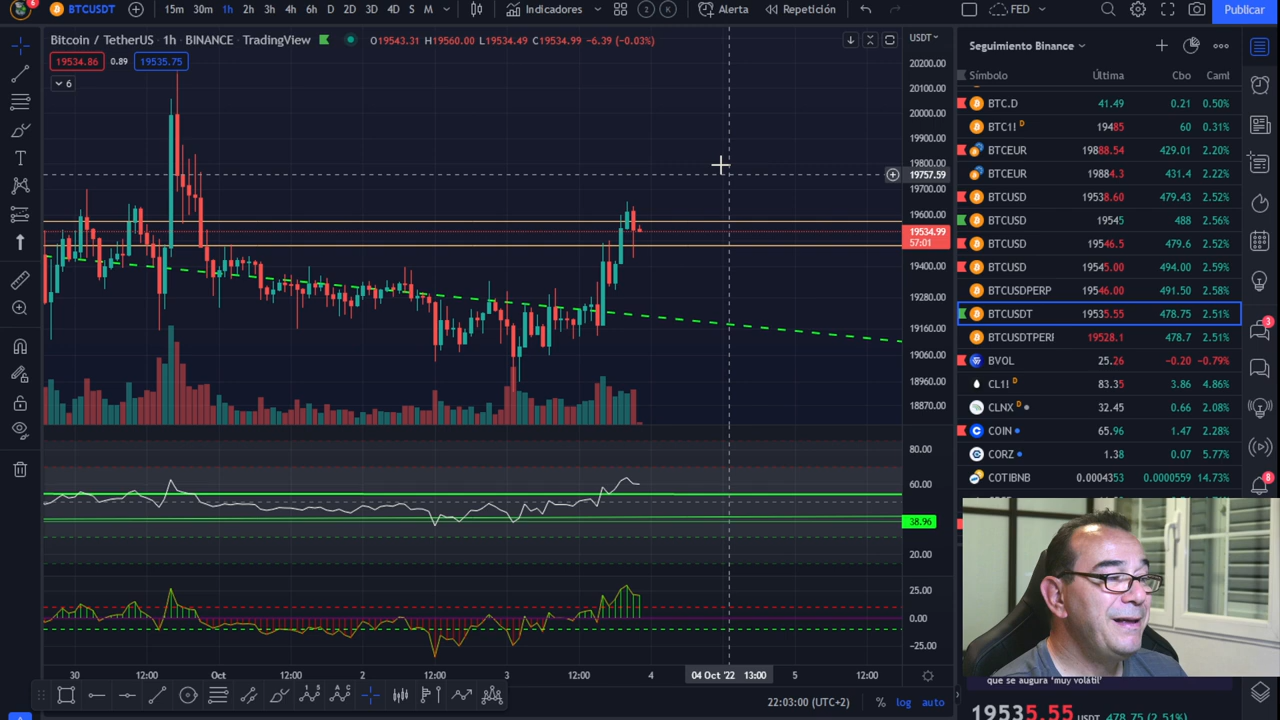 6
BTCUSDT
15m 30m 1h 2h 3h 4h 6h D 2D 3D 4D S M
Indicadores
2 K
Alerta
Repetición
FED
Publicar
Bitcoin / TetherUS · 1h · BINANCE · TradingView
O19543.31 H19560.00 L19534.49 C19534.99 −6.39 (−0.03%)
USDT
19534.86 0.89 19535.75
6
20200.00
20100.00
20000.00
19900.00
19800.00
19757.59
19700.00
19600.00
19534.99
57:01
19400.00
19280.00
19160.00
19060.00
18960.00
18870.00
80.00
60.00
38.96
20.00
25.00
0.00
−25.00
30 12:00 Oct 12:00 2 12:00 3 12:00 4 04 Oct '22 13:00 5 12:00
22:03:00 (UTC+2) % log auto
Seguimiento Binance
Símbolo Última Cbo Caml
BTC.D 41.49 0.21 0.50%
BTC1! D 19485 60 0.31%
BTCEUR 19888.54 429.01 2.20%
BTCEUR 19884.3 431.4 2.22%
BTCUSD 19538.60 479.43 2.52%
BTCUSD 19545 488 2.56%
BTCUSD 19546.5 479.6 2.52%
BTCUSD 19545.00 494.00 2.59%
BTCUSDPERP 19546.00 491.50 2.58%
BTCUSDT 19535.55 478.75 2.51%
BTCUSDTPERF 19528.1 478.7 2.51%
BVOL 25.26 −0.20 −0.79%
CL1! D 83.35 3.86 4.86%
CLNX D 32.45 0.66 2.08%
COIN 65.96 1.47 2.28%
CORZ 1.38 0.07 5.77%
COTIBNB 0.0004353 0.0000559 14.73%
3
8
que se augura 'muy volátil'
19535.55 USDT 478.75 (2.51%)